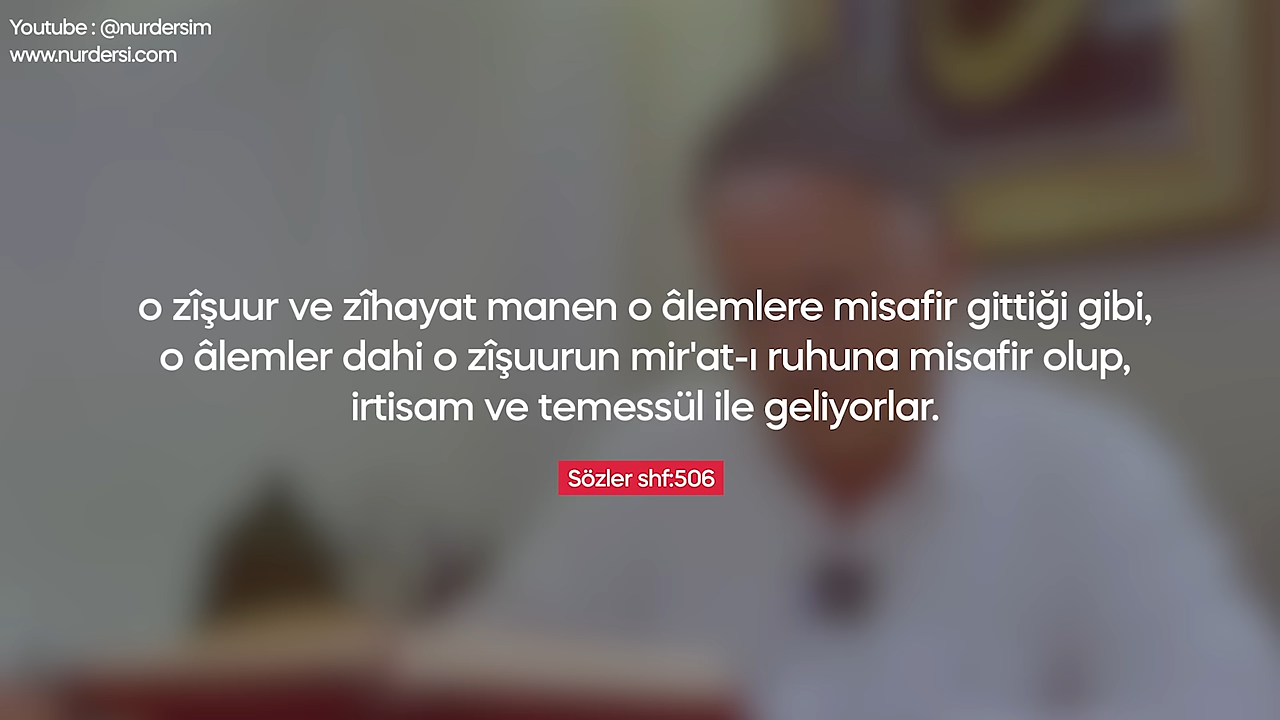 Youtube : @nurdersim
www.nurdersi.com
o zîşuur ve zîhayat manen o âlemlere misafir gittiği gibi,
o âlemler dahi o zîşuurun mir'at-ı ruhuna misafir olup,
irtisam ve temessül ile geliyorlar.
Sözler shf:506